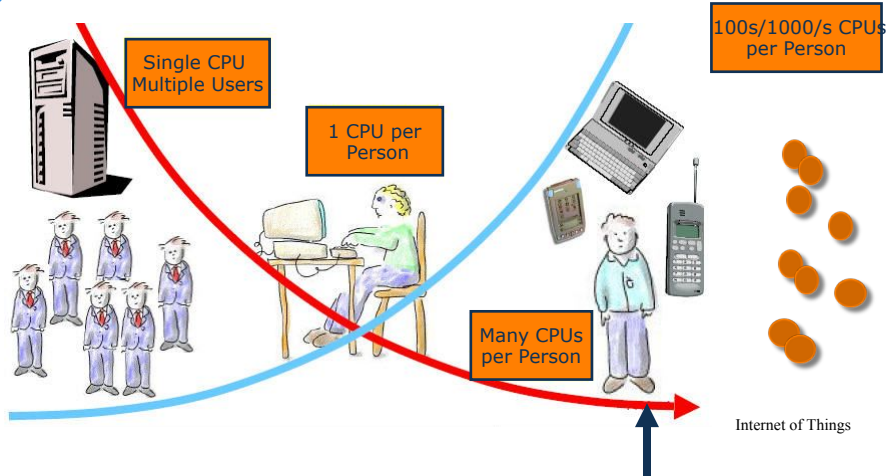 Single CPU
Multiple Users
1 CPU per
Person
Many CPUs
per Person
100s/1000/s CPUs
per Person
Internet of Things